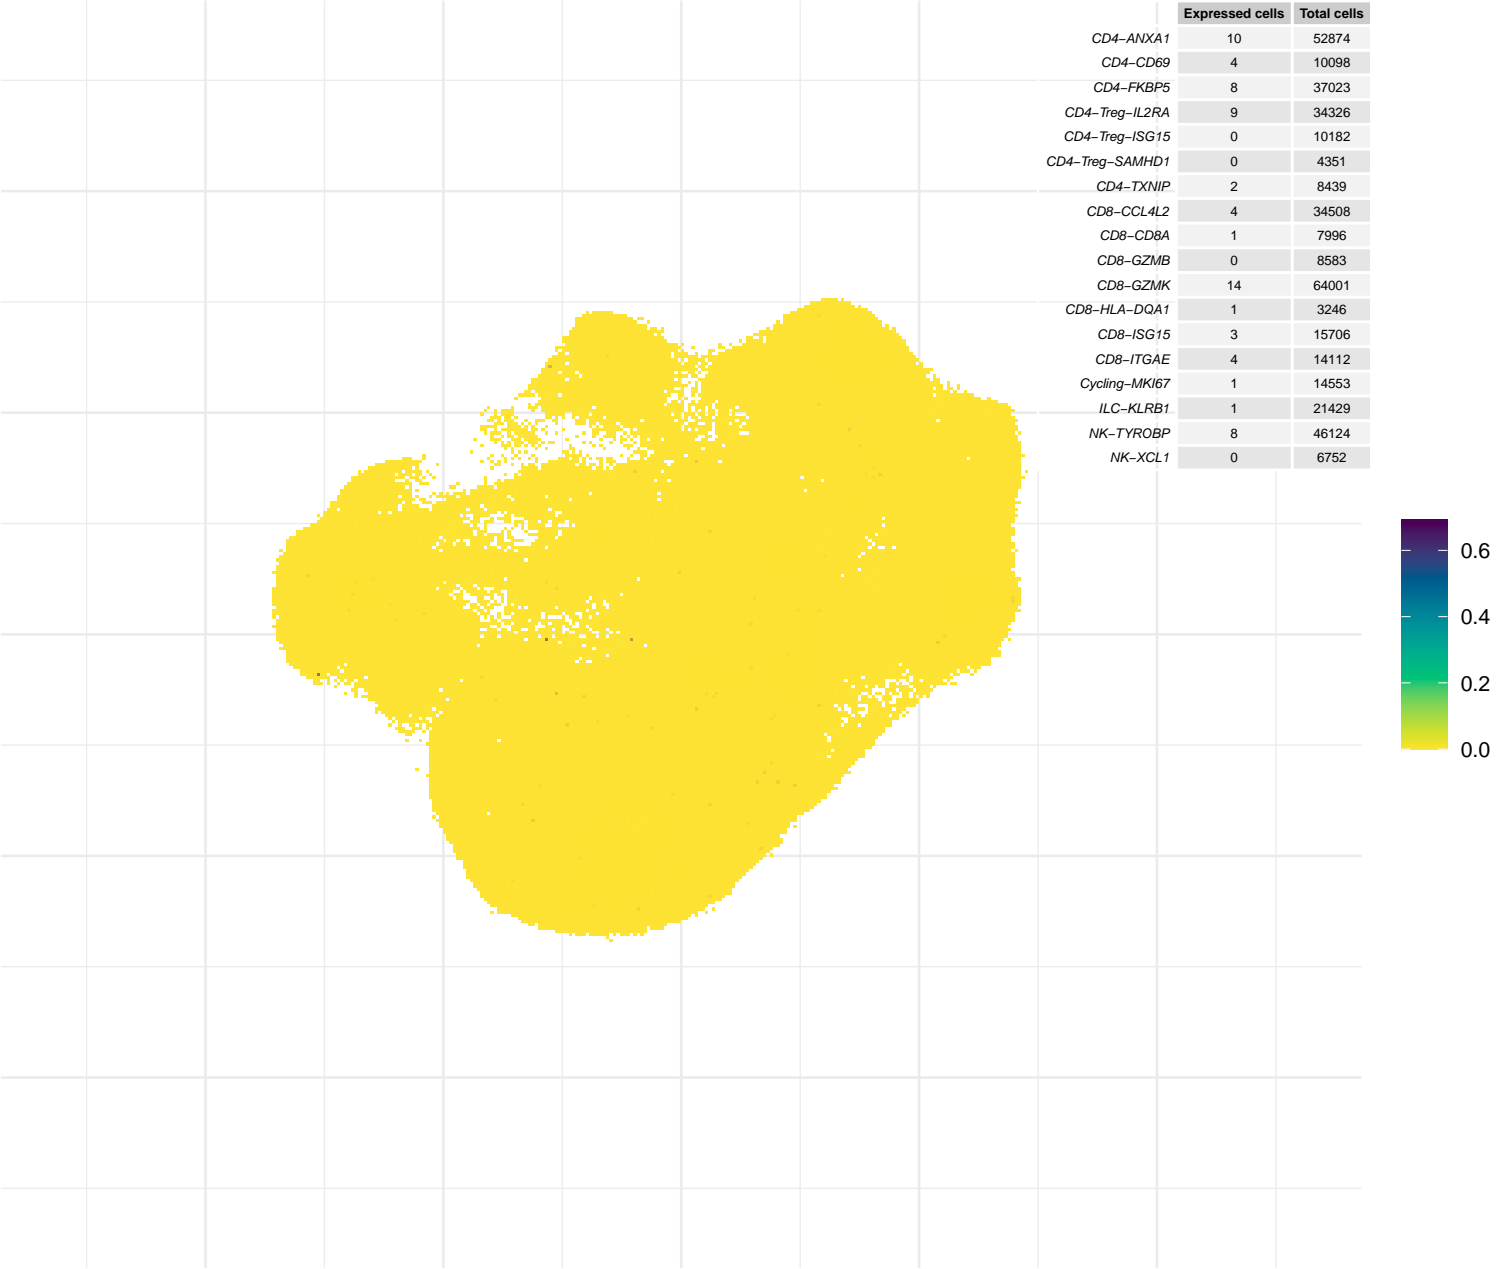 Expressed cells Total cells
CD4−ANXA1 10 52874
CD4−CD69 4 10098
CD4−FKBP5 8 37023
CD4−Treg−IL2RA 9 34326
CD4−Treg−ISG15 0 10182
CD4−Treg−SAMHD1 0 4351
CD4−TXNIP 2 8439
CD8−CCL4L2 4 34508
CD8−CD8A 1 7996
CD8−GZMB 0 8583
CD8−GZMK 14 64001
CD8−HLA−DQA1 1 3246
CD8−ISG15 3 15706
CD8−ITGAE 4 14112
Cycling−MKI67 1 14553
ILC−KLRB1 1 21429
NK−TYROBP 8 46124
NK−XCL1 0 6752
0.6
0.4
0.2
0.0